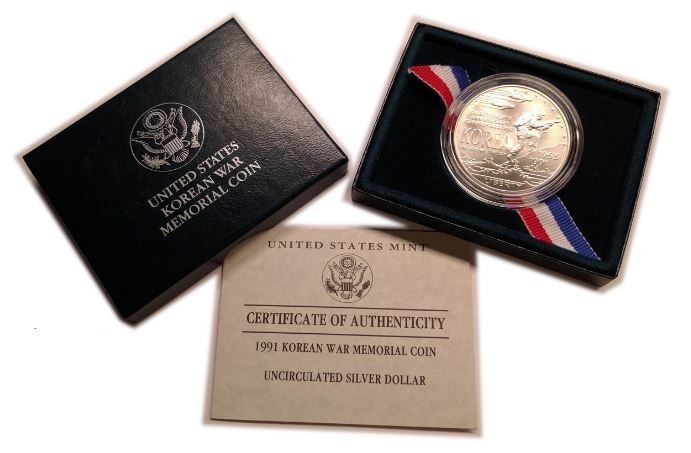 UNITED STATES
KOREAN WAR
MEMORIAL COIN
KOREA
UNITED STATES MINT
CERTIFICATE OF AUTHENTICITY
1991 KOREAN WAR MEMORIAL COIN
UNCIRCULATED SILVER DOLLAR